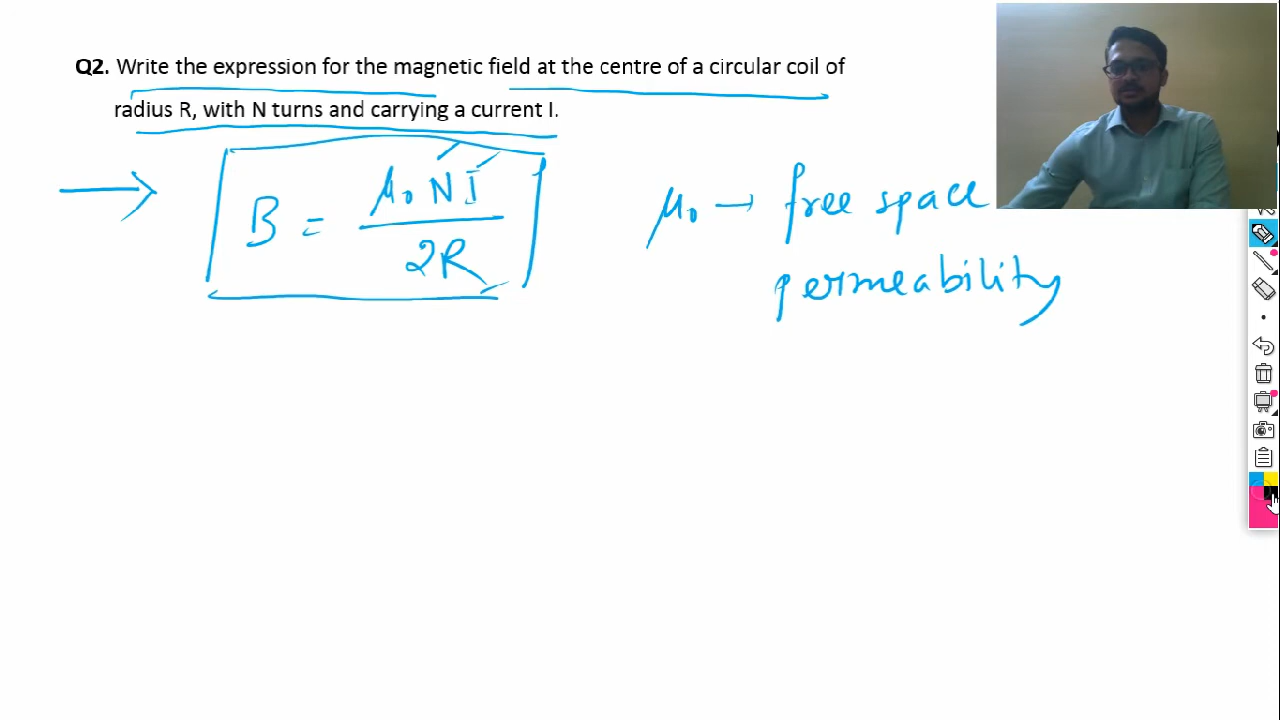 Q2. Write the expression for the magnetic field at the centre of a circular coil of
radius R, with N turns and carrying a current I.
B = μ₀ N I / 2R
μ₀ → free space
permeability